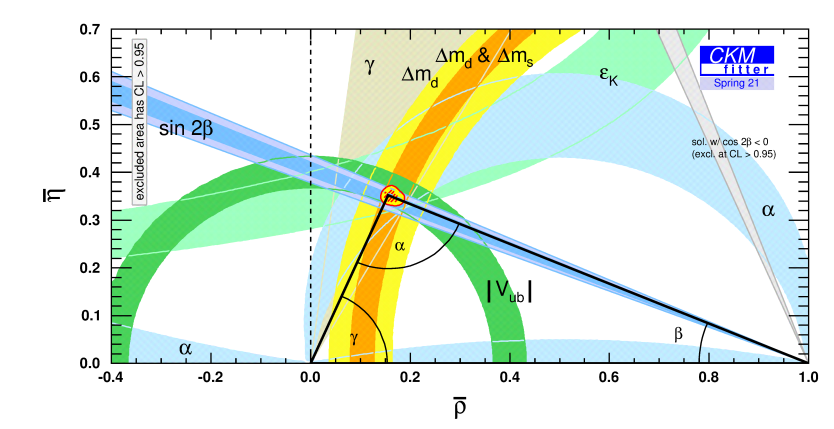 excluded area has CL > 0.95
γ
Δm_d & Δm_s
Δm_d
ε_K
CKM
fitter
Spring 21
sin 2β
sol. w/ cos 2β < 0
(excl. at CL > 0.95)
α
α
|V_ub|
γ
β
α
0.7
0.6
0.5
0.4
0.3
0.2
0.1
0.0
-0.4
-0.2
0.0
0.2
0.4
0.6
0.8
1.0
η̅
ρ̅